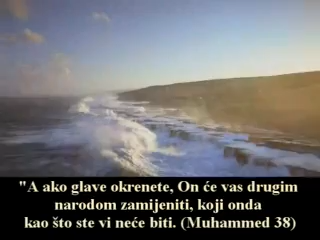 "A ako glave okrenete, On će vas drugim
narodom zamijeniti, koji onda
kao što ste vi neće biti. (Muhammed 38)